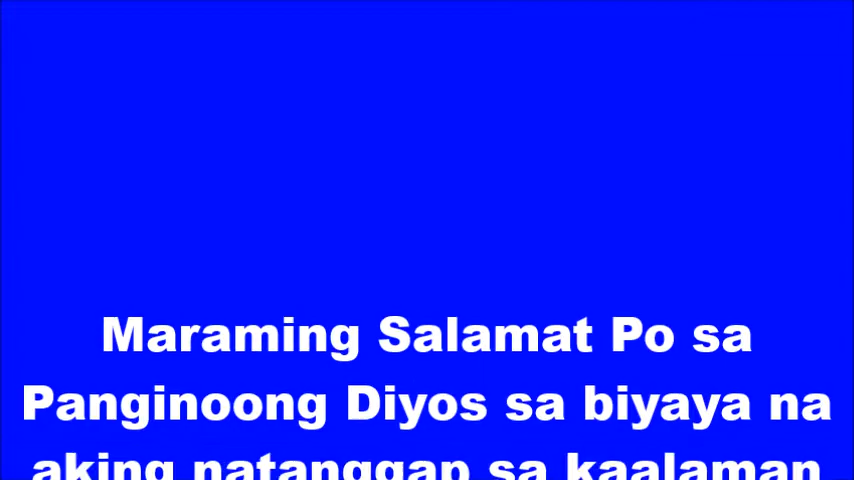 Maraming Salamat Po sa
Panginoong Diyos sa biyaya na
aking natanggap sa kaalaman